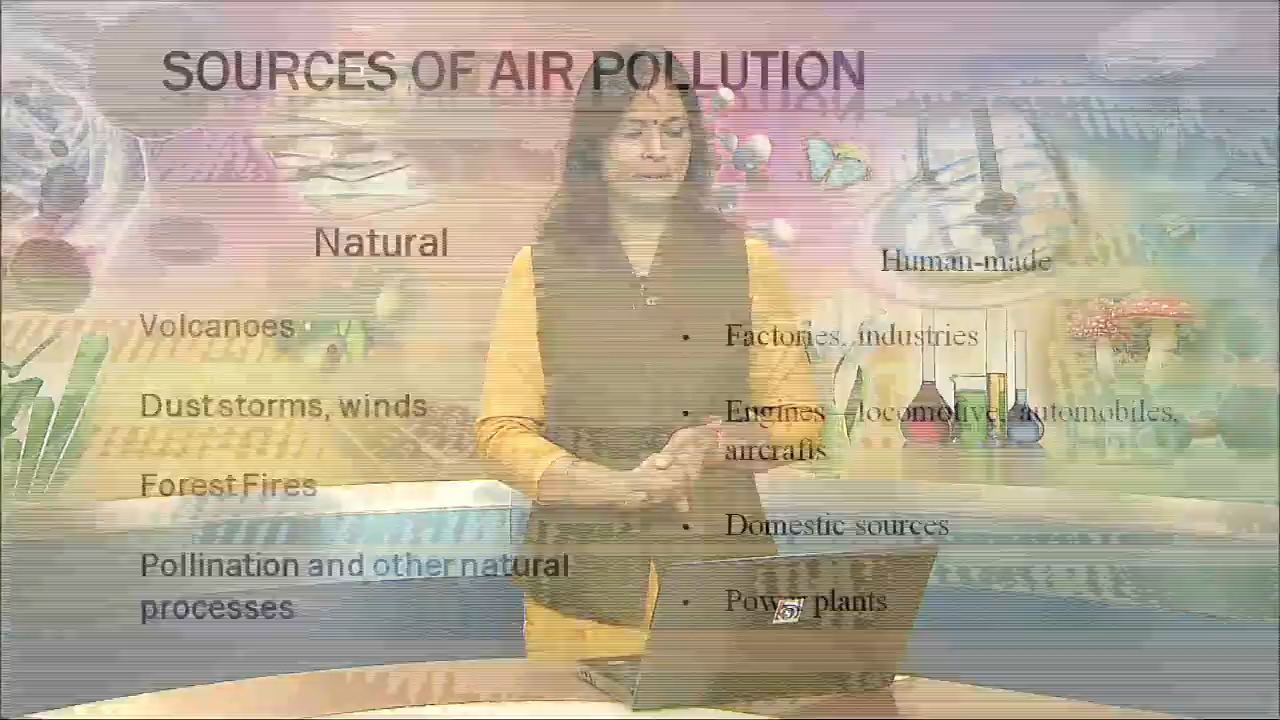 SOURCES OF AIR POLLUTION
Natural
Volcanoes
Dust storms, winds
Forest Fires
Pollination and other natural
processes
Human-made
• Factories, industries
• Engines – locomotive, automobiles,
aircrafts
• Domestic sources
• Power plants